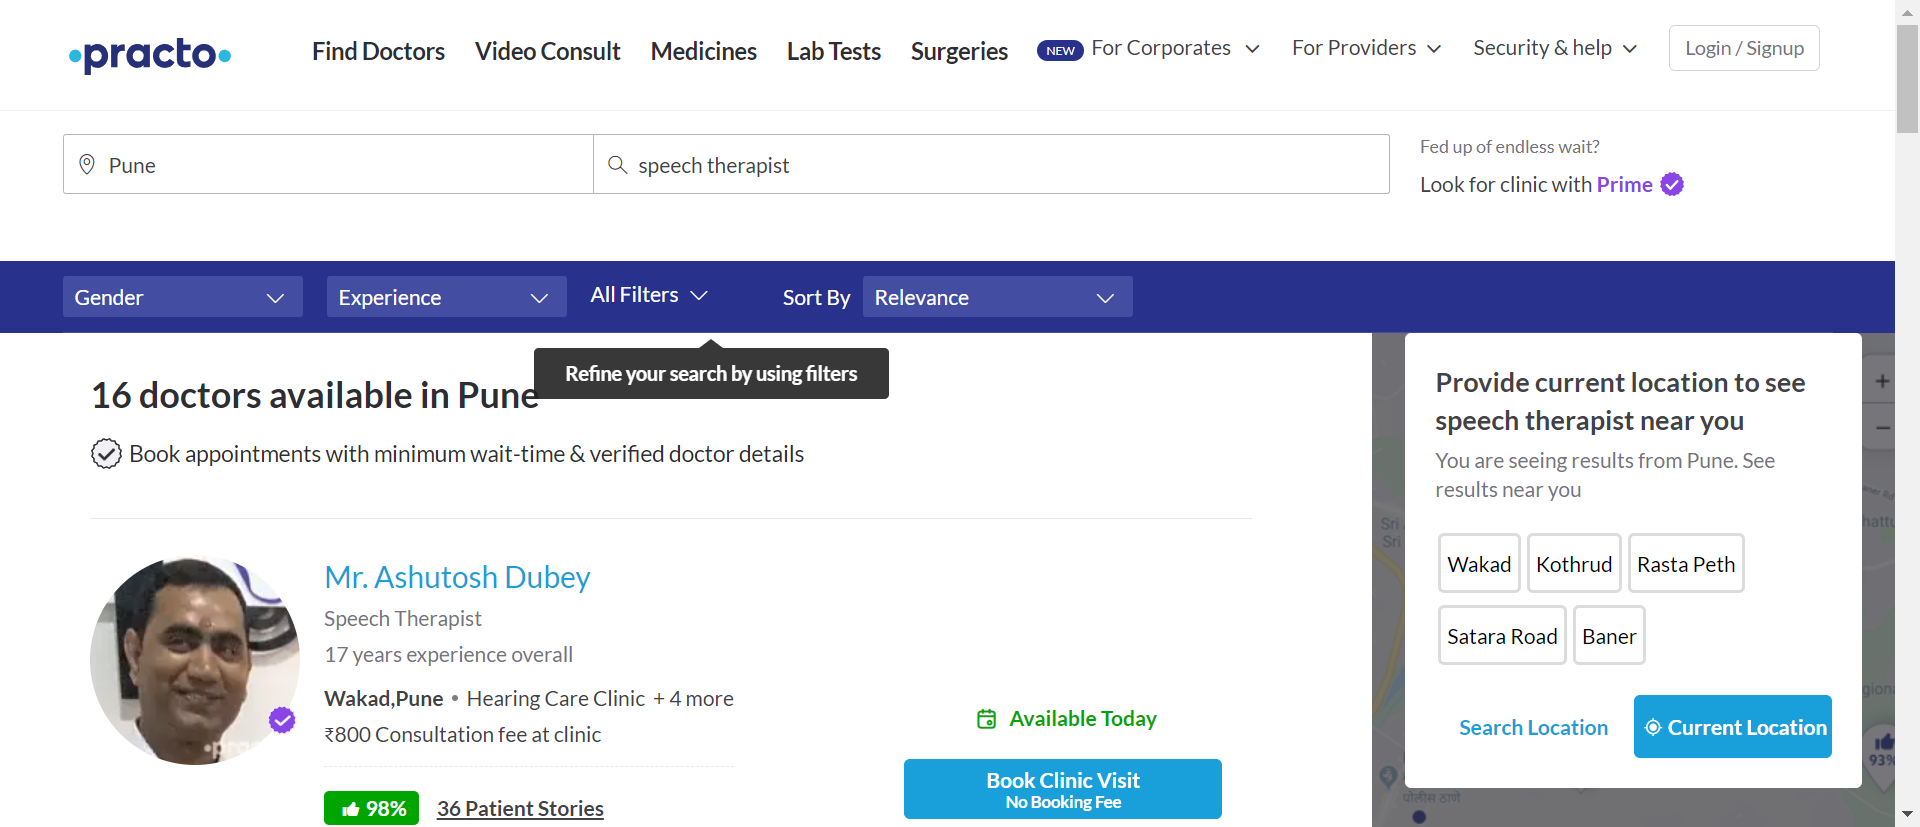 practo
Find Doctors
Video Consult
Medicines
Lab Tests
Surgeries
NEW
For Corporates
For Providers
Security & help
Login / Signup
Pune
speech therapist
Fed up of endless wait?
Look for clinic with Prime
Gender
Experience
All Filters
Sort By
Relevance
Refine your search by using filters
16 doctors available in Pune
Book appointments with minimum wait-time & verified doctor details
Mr. Ashutosh Dubey
Speech Therapist
17 years experience overall
Wakad,Pune • Hearing Care Clinic + 4 more
₹800 Consultation fee at clinic
98%
36 Patient Stories
Available Today
Book Clinic Visit
No Booking Fee
Provide current location to see
speech therapist near you
You are seeing results from Pune. See
results near you
Wakad
Kothrud
Rasta Peth
Satara Road
Baner
Search Location
Current Location
+
−
Sri
Sri
93%
पोलीस ठाणे